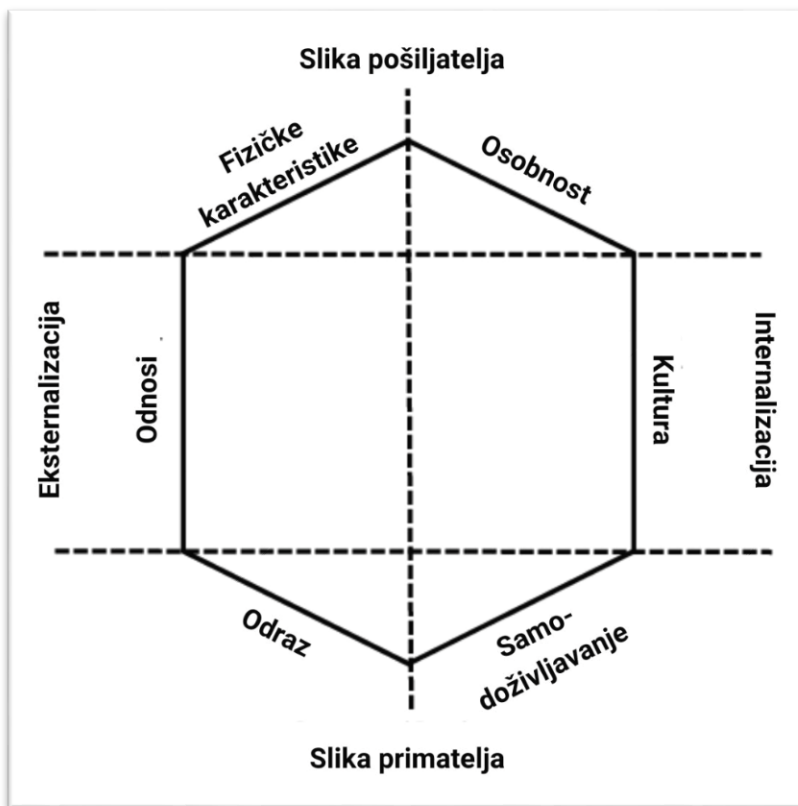 Slika pošiljatelja
Fizičke
karakteristike
Osobnost
Eksternalizacija
Odnosi
Kultura
Internalizacija
Odraz
Samo-
doživljavanje
Slika primatelja